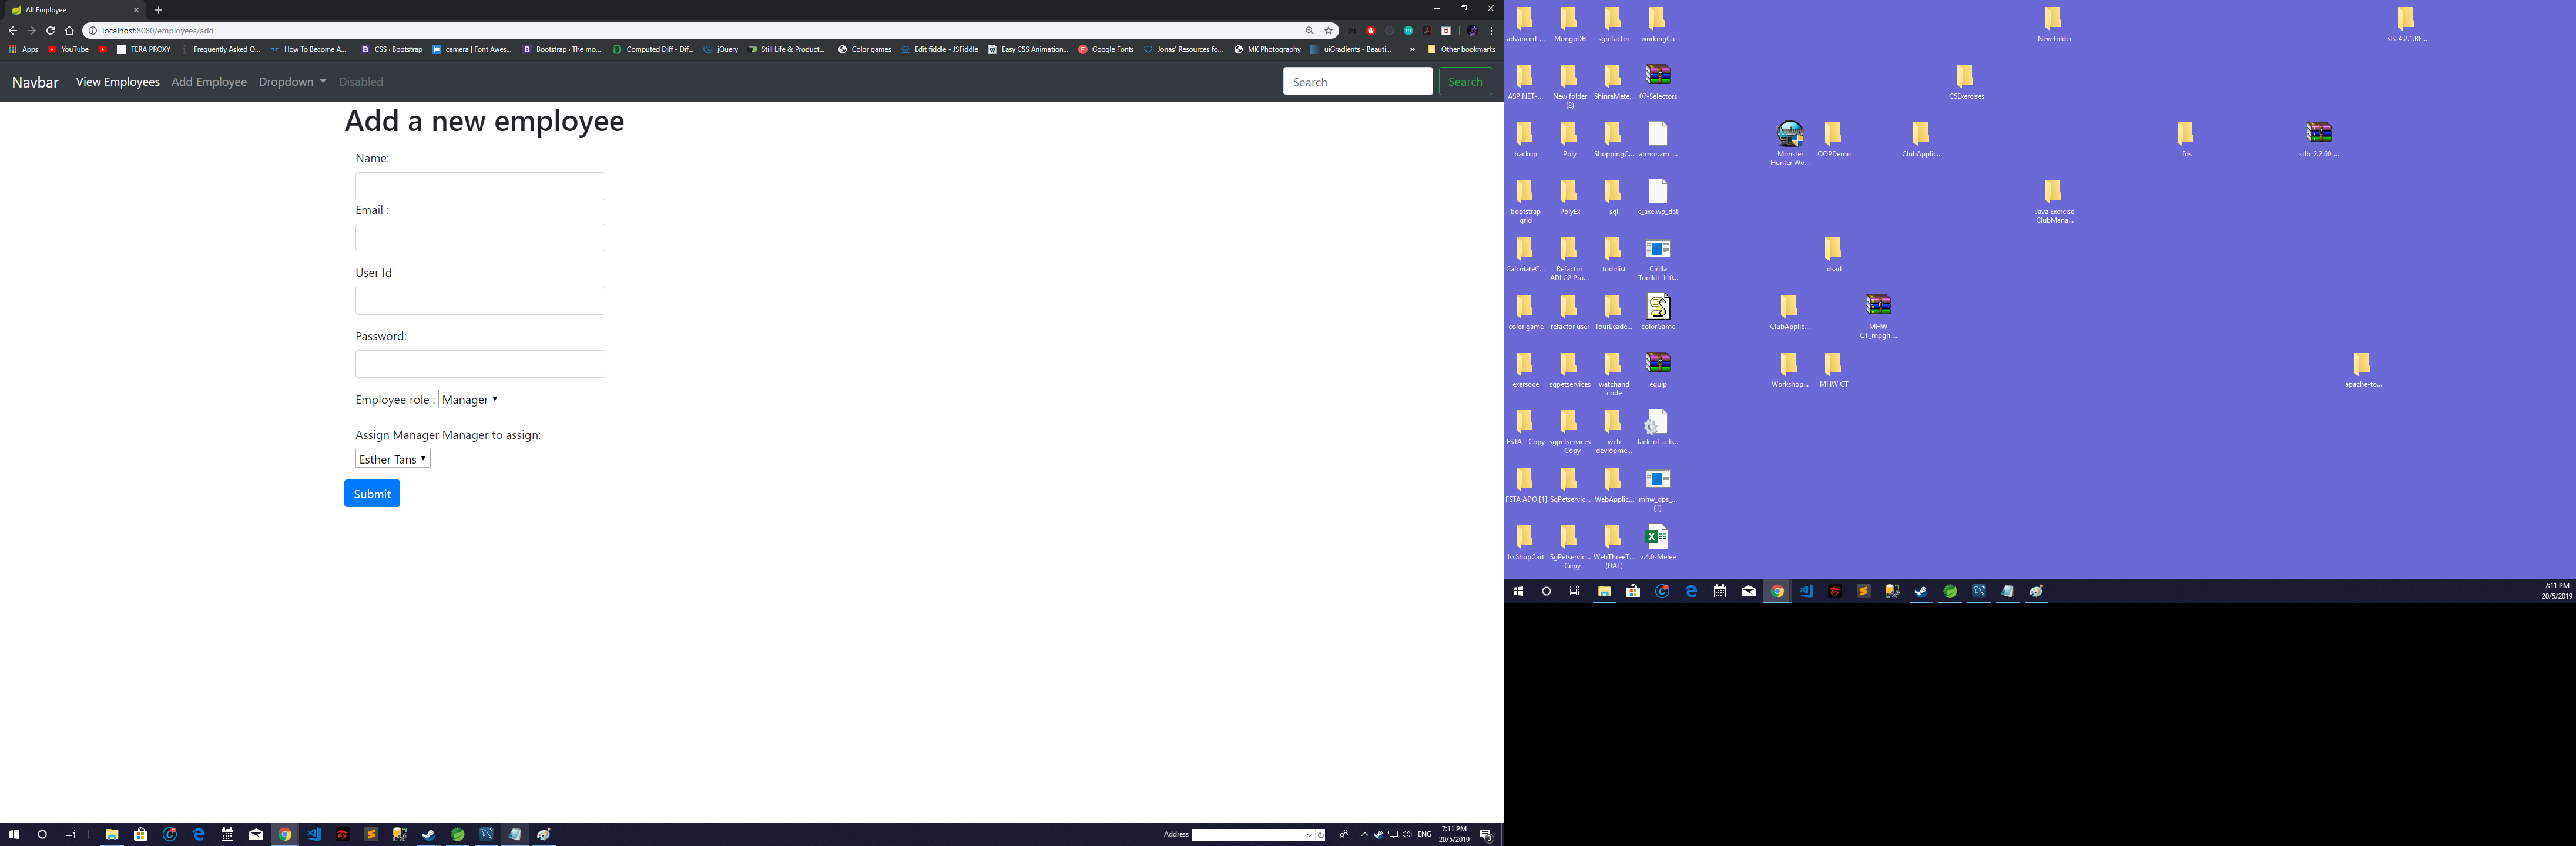 All Employee
localhost:8080/employees/add
Apps YouTube TERA PROXY Frequently Asked Q... How To Become A... CSS · Bootstrap camera | Font Awes... Bootstrap · The mo... Computed Diff - Dif... jQuery Still Life & Product... Color games Edit fiddle - JSFiddle Easy CSS Animation... Google Fonts Jonas' Resources fo... MK Photography uiGradients - Beauti... » Other bookmarks
Navbar View Employees Add Employee Dropdown Disabled Search Search
Add a new employee
Name:
Email :
User Id
Password:
Employee role : Manager
Assign Manager Manager to assign:
Esther Tans
Submit
Address ENG 7:11 PM
20/5/2019
advanced-... MongoDB sgrefactor workingCa New folder sts-4.2.1.RE...
ASP.NET-... New folder (2) ShinraMete... 07-Selectors CSExercises
backup Poly ShoppingC... armor.am_... Monster Hunter Wo... OOPDemo ClubApplic... fds sdb_2.2.60_...
bootstrap grid PolyEx sql c_axe.wp_dat Java Exercise ClubMana...
CalculateC... Refactor ADLC2 Pro... todolist Cirilla Toolkit-110... dsad
color game refactor user TourLeade... colorGame ClubApplic... MHW CT_mpgh....
exersoce sgpetservices watchand code equip Workshop... MHW CT apache-to...
FSTA - Copy sgpetservices - Copy web devlopme... lack_of_a_b...
FSTA ADO [1] SgPetservic... WebApplic... mhw_dps_... (1)
IssShopCart SgPetservic... - Copy WebThreeT... (DAL) v.4.0-Melee
7:11 PM
20/5/2019